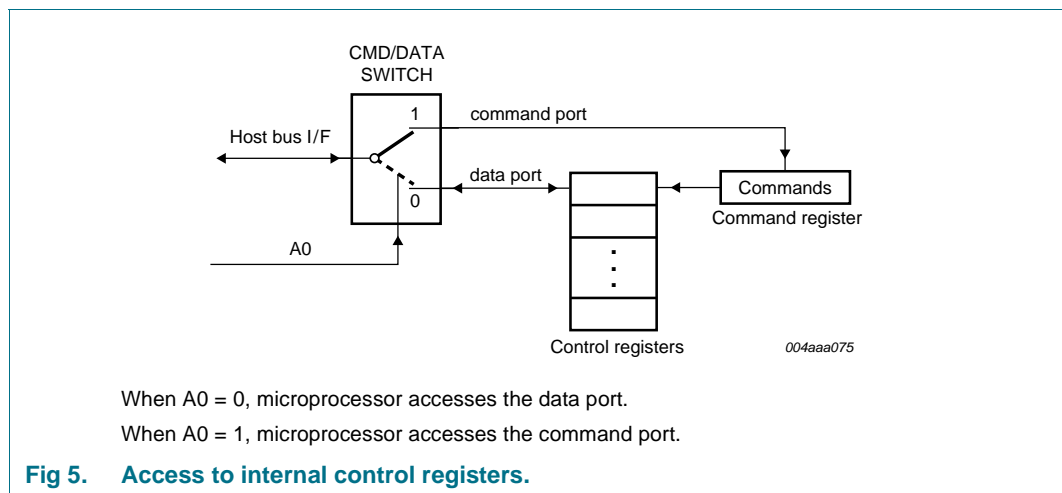 CMD/DATA
SWITCH
1
command port
Host bus I/F
data port
0
Commands
Command register
A0
Control registers
004aaa075
When A0 = 0, microprocessor accesses the data port.
When A0 = 1, microprocessor accesses the command port.
Fig 5. Access to internal control registers.